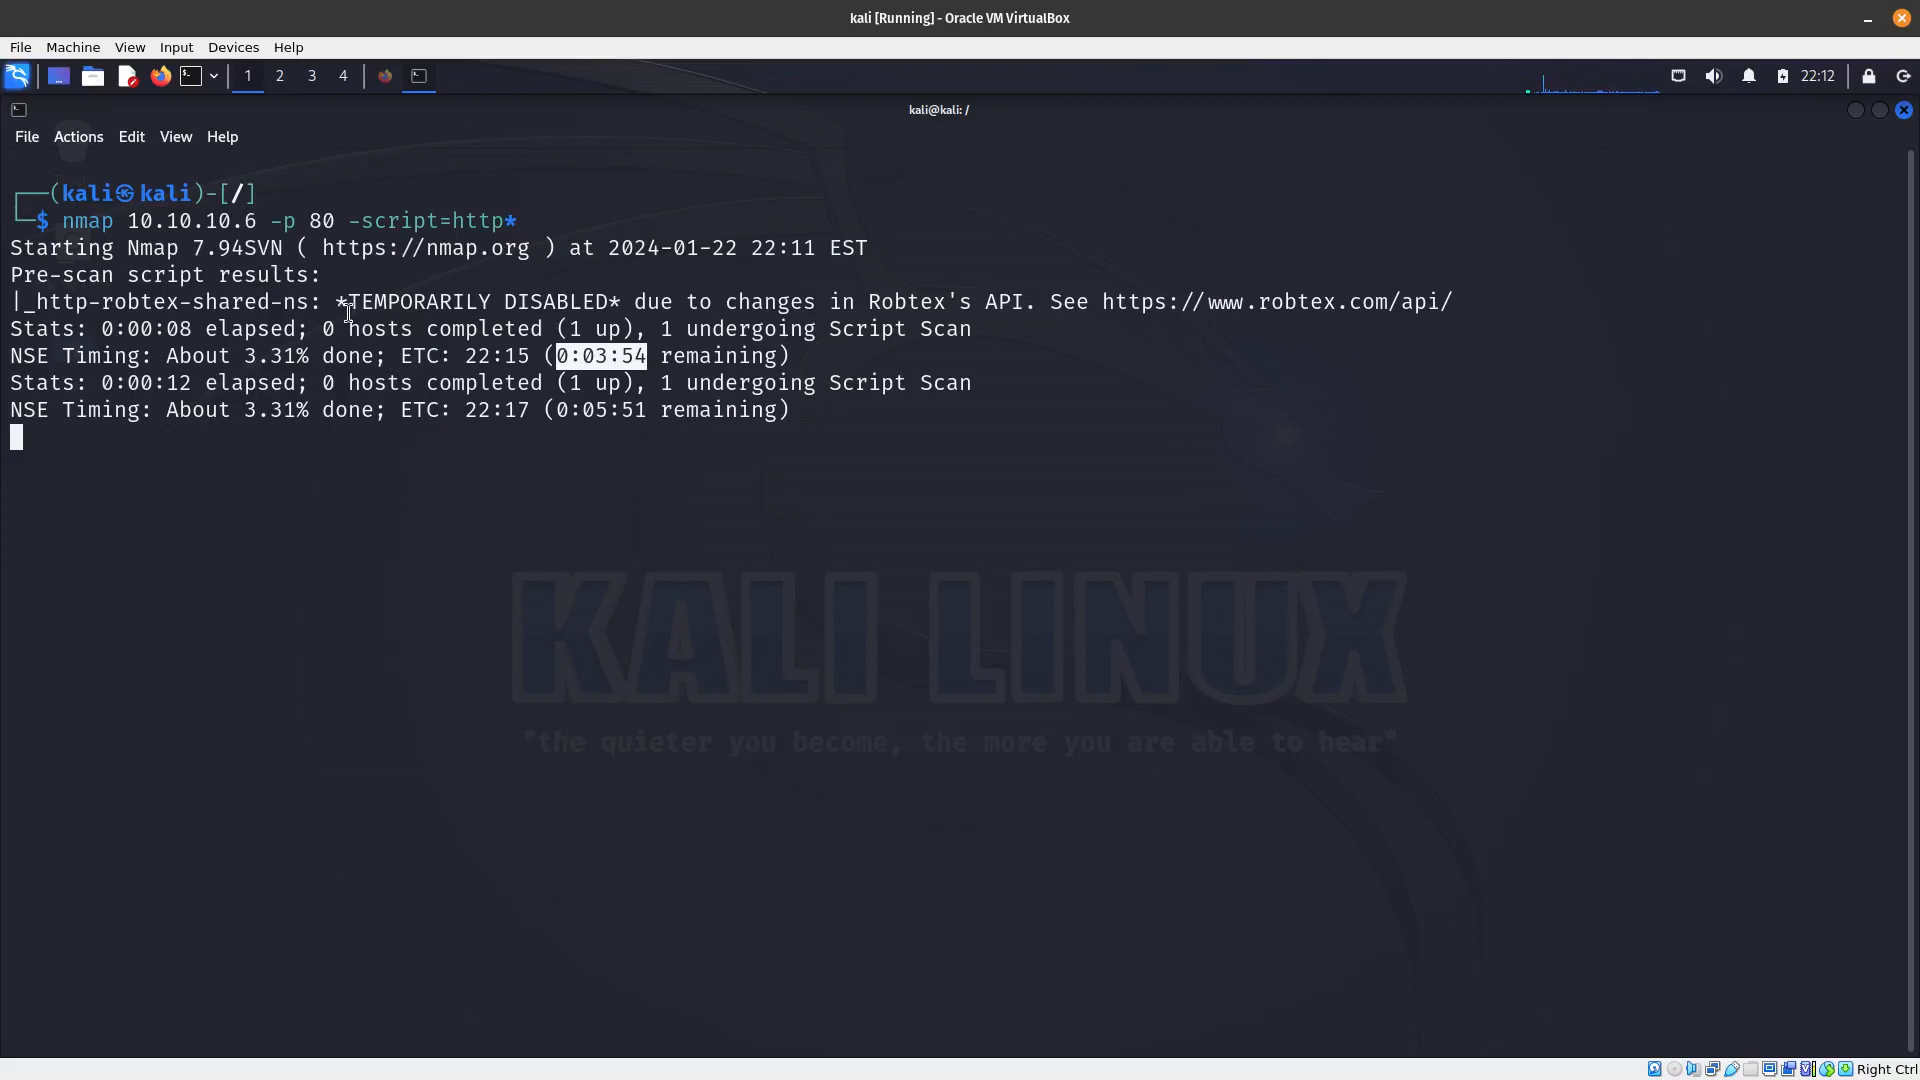 kali [Running] - Oracle VM VirtualBox
File Machine View Input Devices Help
1 2 3 4 22:12
kali@kali: /
File Actions Edit View Help
┌──(kali㉿kali)-[/]
└─$ nmap 10.10.10.6 -p 80 -script=http*
Starting Nmap 7.94SVN ( https://nmap.org ) at 2024-01-22 22:11 EST
Pre-scan script results:
|_http-robtex-shared-ns: *TEMPORARILY DISABLED* due to changes in Robtex's API. See https://www.robtex.com/api/
Stats: 0:00:08 elapsed; 0 hosts completed (1 up), 1 undergoing Script Scan
NSE Timing: About 3.31% done; ETC: 22:15 (0:03:54 remaining)
Stats: 0:00:12 elapsed; 0 hosts completed (1 up), 1 undergoing Script Scan
NSE Timing: About 3.31% done; ETC: 22:17 (0:05:51 remaining)
KALI LINUX
"the quieter you become, the more you are able to hear"
Right Ctrl